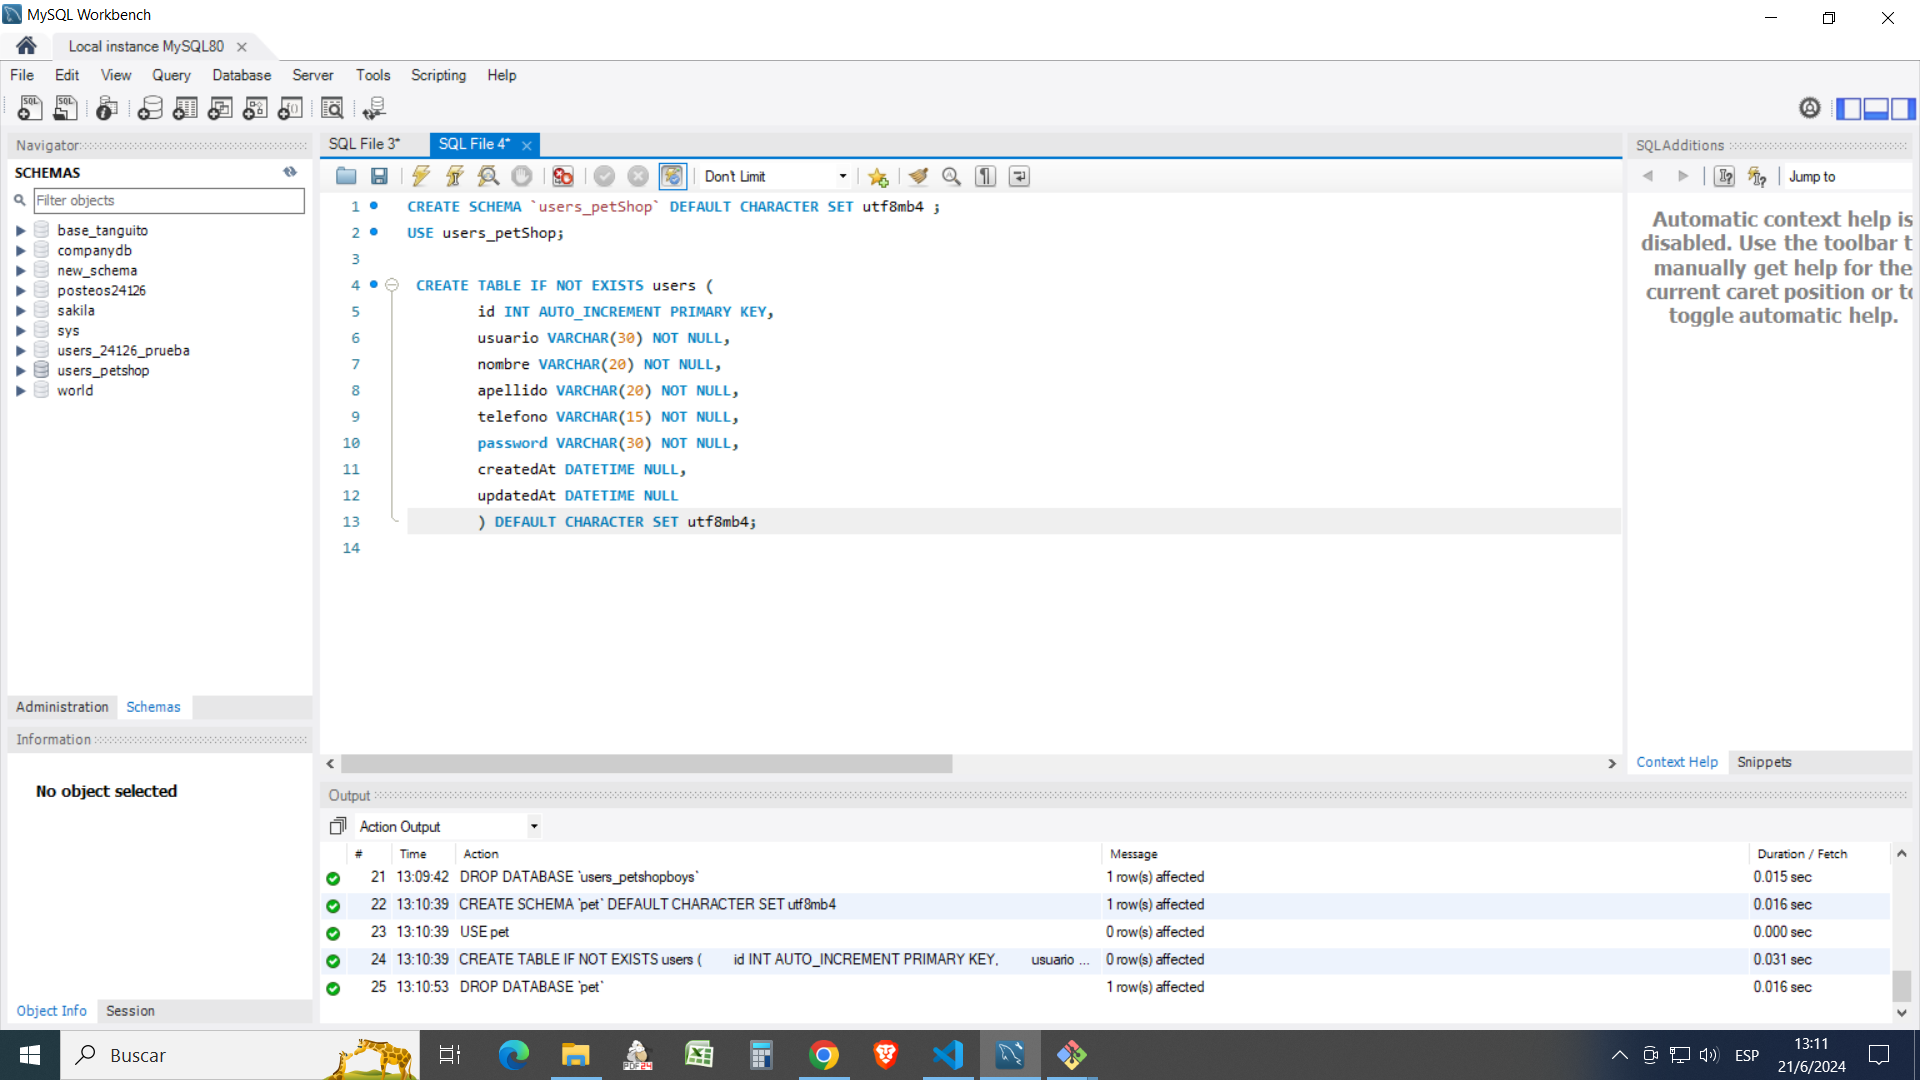 MySQL Workbench
Local instance MySQL80
File Edit View Query Database Server Tools Scripting Help
Navigator
SCHEMAS
Filter objects
base_tanguito
companydb
new_schema
posteos24126
sakila
sys
users_24126_prueba
users_petshop
world
Administration Schemas
Information
No object selected
Object Info Session
SQL File 3* SQL File 4*
Don't Limit
1 CREATE SCHEMA `users_petShop` DEFAULT CHARACTER SET utf8mb4 ;
2 USE users_petShop;
3
4 CREATE TABLE IF NOT EXISTS users (
5 id INT AUTO_INCREMENT PRIMARY KEY,
6 usuario VARCHAR(30) NOT NULL,
7 nombre VARCHAR(20) NOT NULL,
8 apellido VARCHAR(20) NOT NULL,
9 telefono VARCHAR(15) NOT NULL,
10 password VARCHAR(30) NOT NULL,
11 createdAt DATETIME NULL,
12 updatedAt DATETIME NULL
13 ) DEFAULT CHARACTER SET utf8mb4;
14
SQLAdditions
Jump to
Automatic context help is
disabled. Use the toolbar t
manually get help for the
current caret position or to
toggle automatic help.
Context Help Snippets
Output
Action Output
# Time Action Message Duration / Fetch
21 13:09:42 DROP DATABASE `users_petshopboys` 1 row(s) affected 0.015 sec
22 13:10:39 CREATE SCHEMA `pet` DEFAULT CHARACTER SET utf8mb4 1 row(s) affected 0.016 sec
23 13:10:39 USE pet 0 row(s) affected 0.000 sec
24 13:10:39 CREATE TABLE IF NOT EXISTS users ( id INT AUTO_INCREMENT PRIMARY KEY, usuario ... 0 row(s) affected 0.031 sec
25 13:10:53 DROP DATABASE `pet` 1 row(s) affected 0.016 sec
Buscar
PDF24
ESP
13:11
21/6/2024